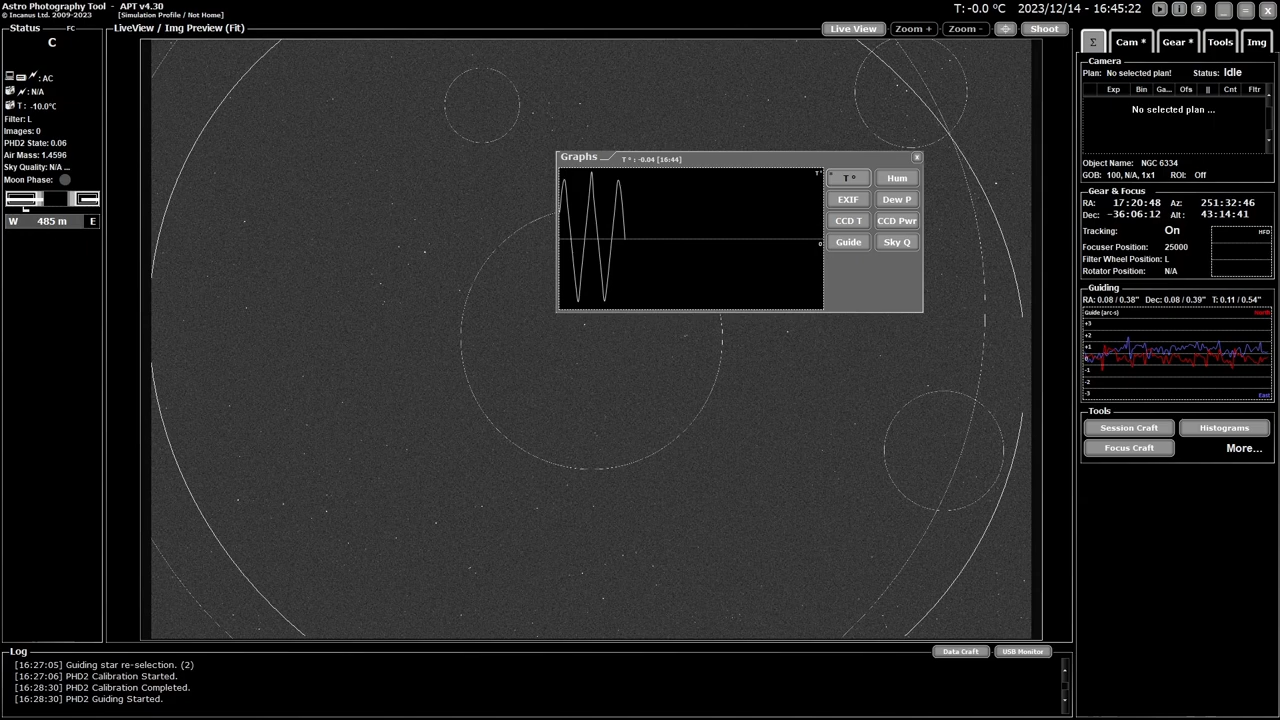 Astro Photography Tool - APT v4.30
© Incanus Ltd. 2009-2023 [Simulation Profile / Not Home]
T: -0.0 ºC 2023/12/14 - 16:45:22
i ?
Status FC
C
: AC
: N/A
T : -10.0°C
Filter: L
Images: 0
PHD2 State: 0.06
Air Mass: 1.4596
Sky Quality: N/A ...
Moon Phase:
W 485 m E
LiveView / Img Preview (Fit)
Live View Zoom + Zoom - Shoot
Graphs T º : -0.04 [16:44]
T º
0
T º Hum
EXIF Dew P
CCD T CCD Pwr
Guide Sky Q
Σ Cam * Gear * Tools Img
Camera
Plan: No selected plan! Status: Idle
Exp Bin Ga... Ofs || Cnt Fltr
No selected plan ...
Object Name: NGC 6334
GOB: 100, N/A, 1x1 ROI: Off
Gear & Focus
RA: 17:20:48 Az: 251:32:46
Dec: -36:06:12 Alt : 43:14:41
Tracking: On
HFD
Focuser Position: 25000
Filter Wheel Position: L
Rotator Position: N/A
Guiding
RA: 0.08 / 0.38" Dec: 0.08 / 0.39" T: 0.11 / 0.54"
Guide (arc-s) North
+3
+2
+1
0
-1
-2
-3
East
Tools
Session Craft Histograms
Focus Craft More...
Log
Data Craft USB Monitor
[16:27:05] Guiding star re-selection. (2)
[16:27:06] PHD2 Calibration Started.
[16:28:30] PHD2 Calibration Completed.
[16:28:30] PHD2 Guiding Started.